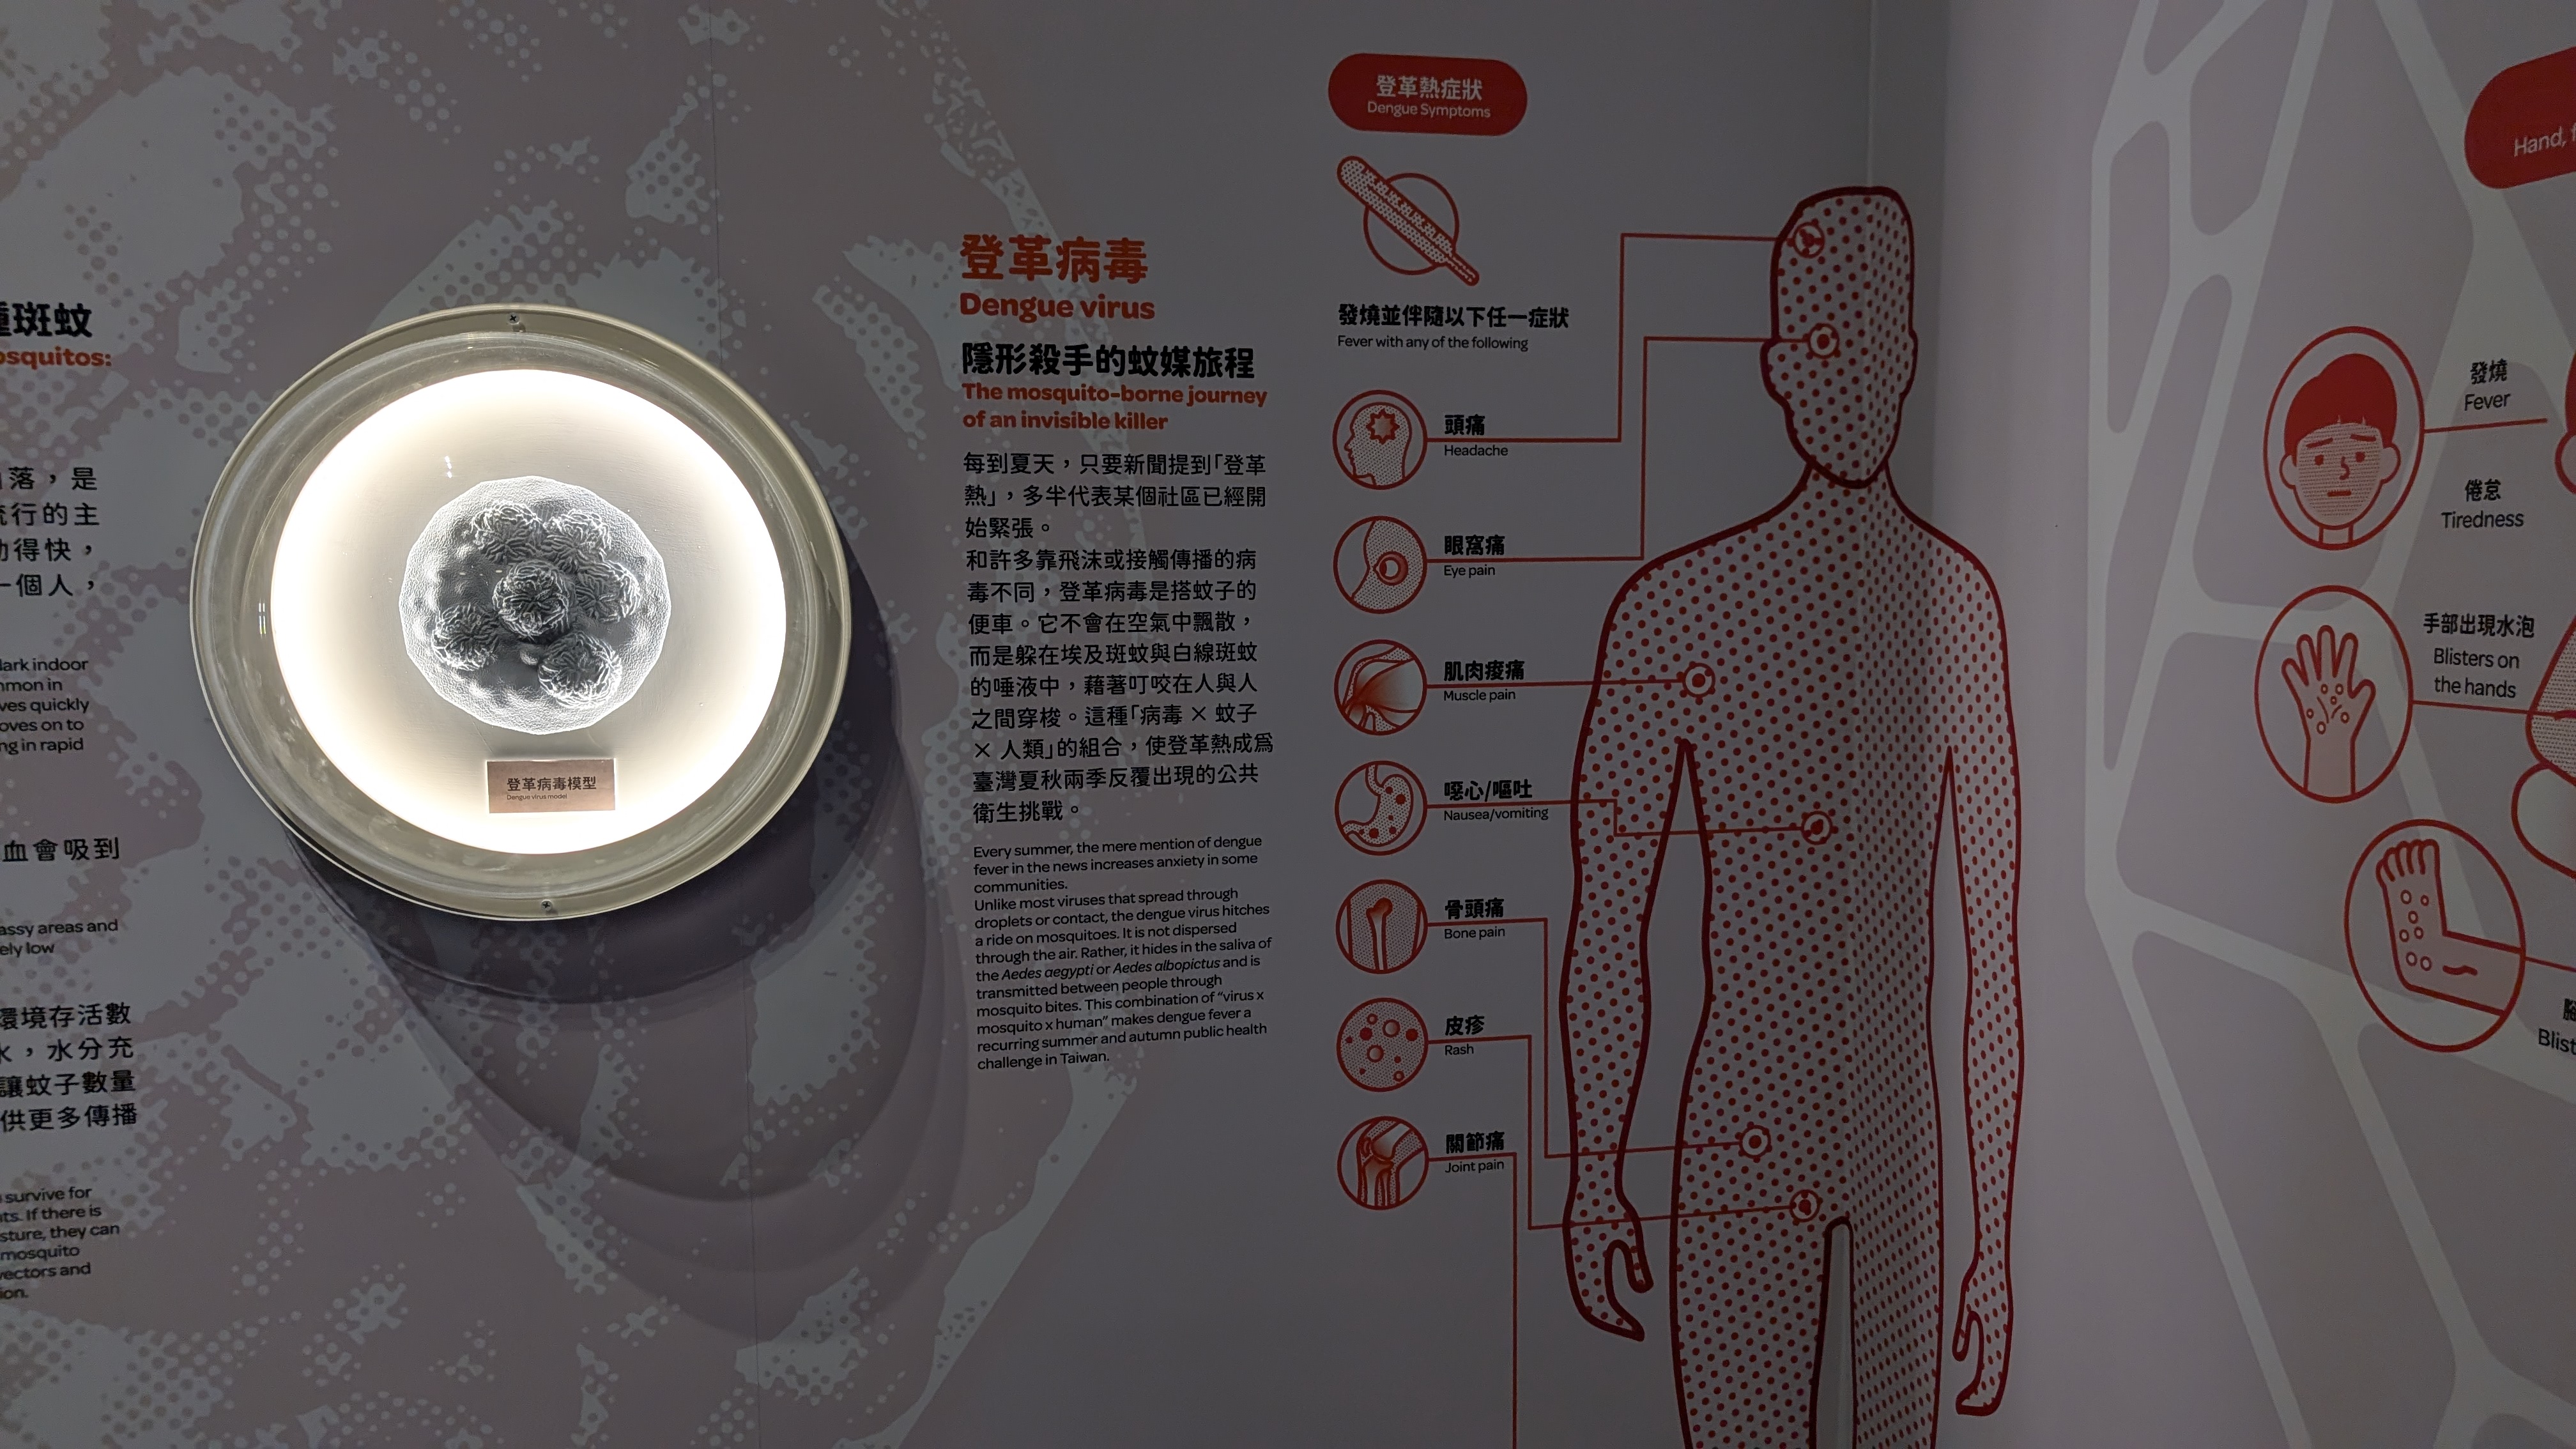 斑蚊
落，是
行的主
得快，
一個人，
dark indoor
common in
quickly
moves on to
in rapid
血會吸到
areas and
low
環境存活數
水，水分充
讓蚊子數量
供更多傳播
survive for
If there is
they can
mosquito
vectors and
登革病毒模型
Dengue virus model
登革病毒
Dengue virus
隱形殺手的蚊媒旅程
The mosquito-borne journey
of an invisible killer
每到夏天，只要新聞提到「登革
熱」，多半代表某個社區已經開
始緊張。
和許多靠飛沫或接觸傳播的病
毒不同，登革病毒是搭蚊子的
便車。它不會在空氣中飄散，
而是躲在埃及斑蚊與白線斑蚊
的唾液中，藉著叮咬在人與人
之間穿梭。這種「病毒 × 蚊子
× 人類」的組合，使登革熱成為
臺灣夏秋兩季反覆出現的公共
衛生挑戰。
Every summer, the mere mention of dengue
fever in the news increases anxiety in some
communities.
Unlike most viruses that spread through
droplets or contact, the dengue virus hitches
a ride on mosquitoes. It is not dispersed
through the air. Rather, it hides in the saliva of
the Aedes aegypti or Aedes albopictus and is
transmitted between people through
mosquito bites. This combination of “virus x
mosquito x human” makes dengue fever a
recurring summer and autumn public health
challenge in Taiwan.
登革熱症狀
Dengue Symptoms
發燒並伴隨以下任一症狀
Fever with any of the following
頭痛
Headache
眼窩痛
Eye pain
肌肉痠痛
Muscle pain
噁心/嘔吐
Nausea/vomiting
骨頭痛
Bone pain
皮疹
Rash
關節痛
Joint pain
Hand,
發燒
Fever
倦怠
Tiredness
手部出現水泡
Blisters on
the hands